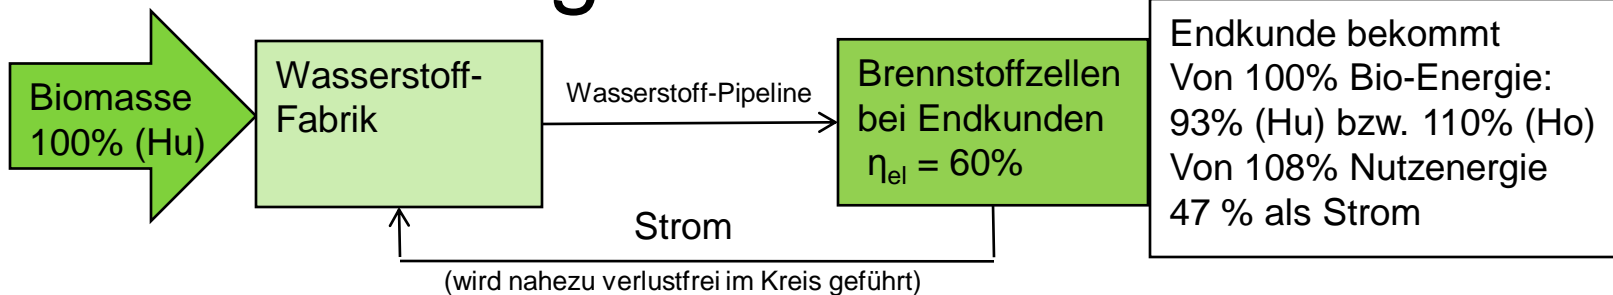 Biomasse
100% (Hu)
Wasserstoff-
Fabrik
Wasserstoff-Pipeline
Brennstoffzellen
bei Endkunden
ηel = 60%
Endkunde bekommt
Von 100% Bio-Energie:
93% (Hu) bzw. 110% (Ho)
Von 108% Nutzenergie
47 % als Strom
Strom
(wird nahezu verlustfrei im Kreis geführt)